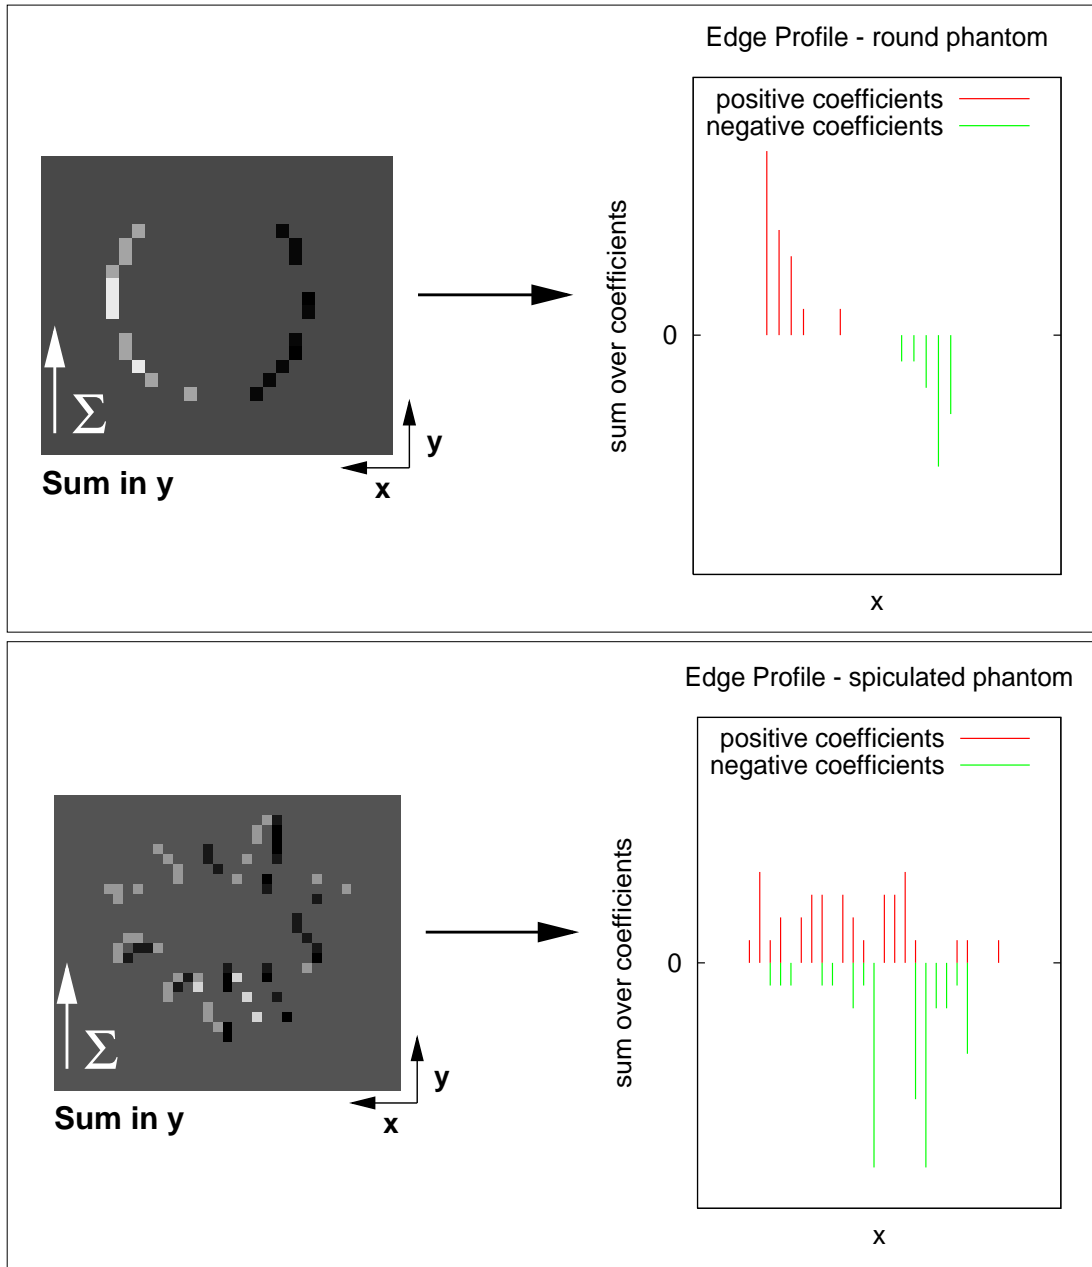 Edge Profile - round phantom
positive coefficients
negative coefficients
sum over coefficients
0
Σ
y
x
Sum in y
x
Edge Profile - spiculated phantom
positive coefficients
negative coefficients
sum over coefficients
0
Σ
y
x
Sum in y
x